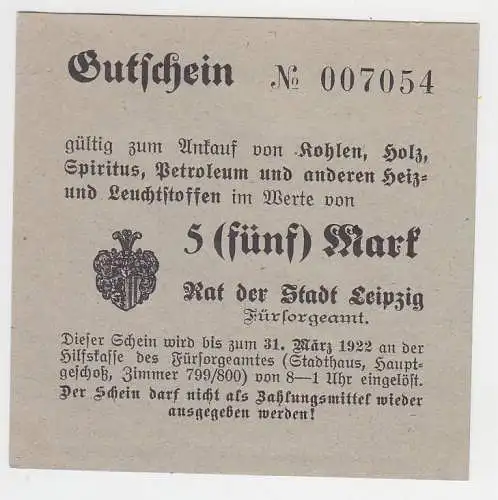 Gutschein № 007054
gültig zum Ankauf von Kohlen, Holz,
Spiritus, Petroleum und anderen Heiz-
und Leuchtstoffen im Werte von
5 (fünf) Mark
Rat der Stadt Leipzig
Fürsorgeamt.
Dieser Schein wird bis zum 31. März 1922 an der
Hilfskasse des Fürsorgeamtes (Stadthaus, Haupt-
geschoß, Zimmer 799/800) von 8—1 Uhr eingelöst.
Der Schein darf nicht als Zahlungsmittel wieder
ausgegeben werden!